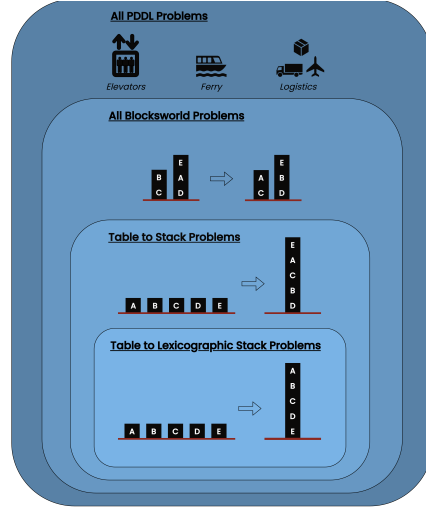 All PDDL Problems
Elevators Ferry Logistics
All Blocksworld Problems
E
B A A B
C D C D
Table to Stack Problems
E
A
C
B
A B C D E D
Table to Lexicographic Stack Problems
A
B
C
D
A B C D E E